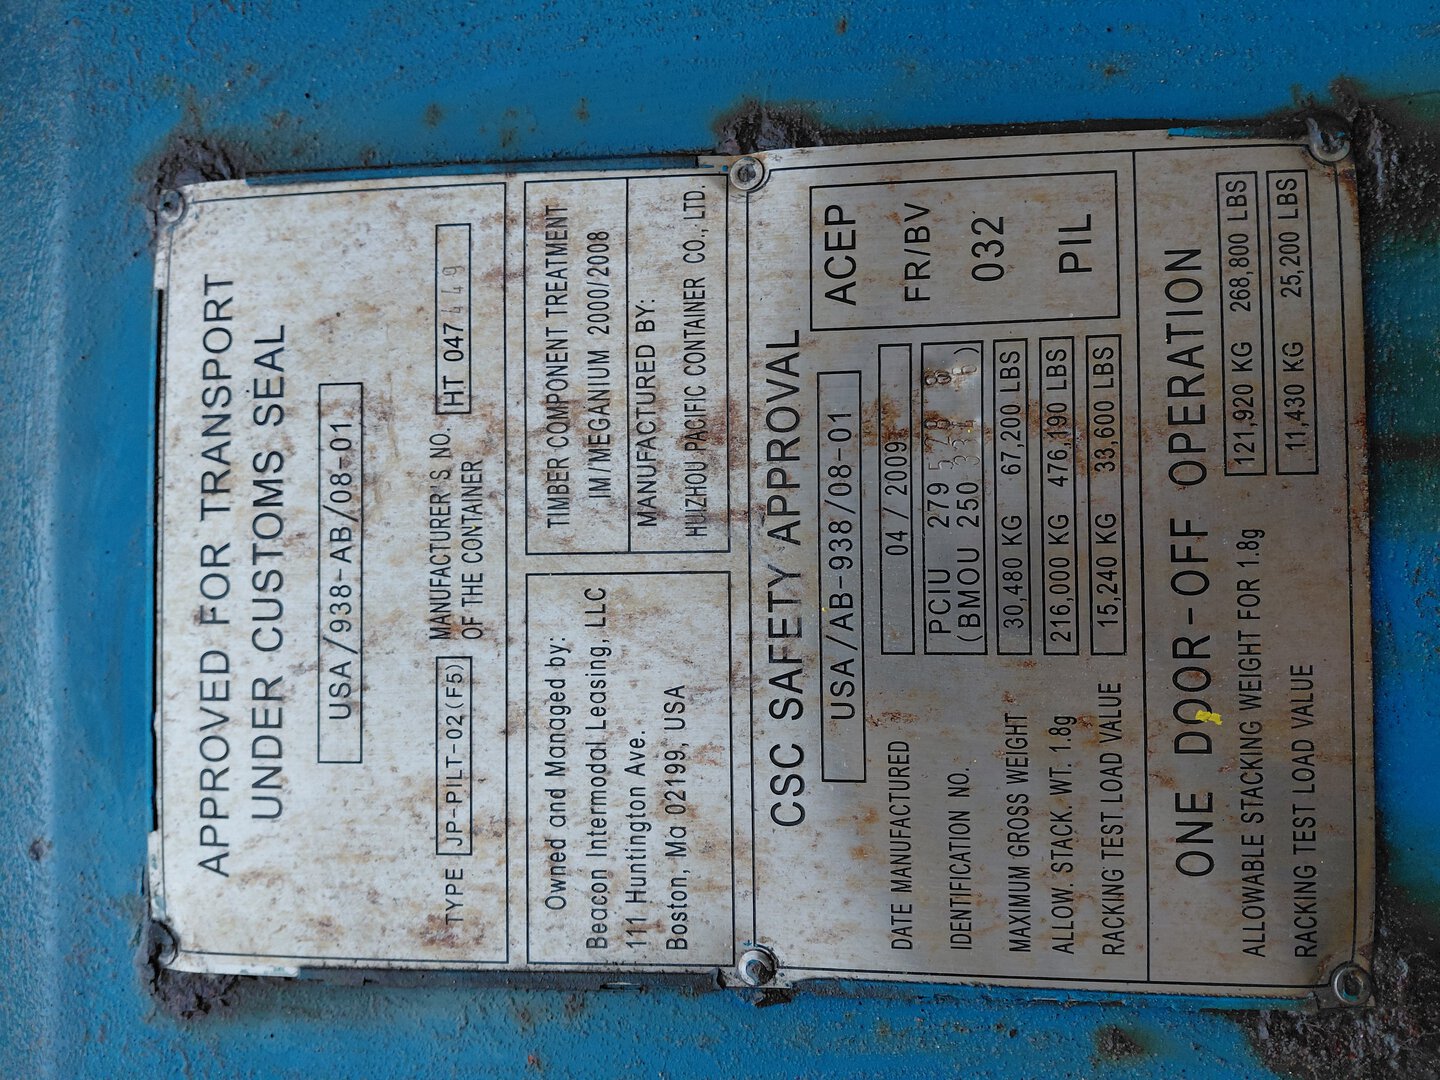 APPROVED FOR TRANSPORT
UNDER CUSTOMS SEAL
USA/938-AB/08-01
TYPE JP-PILT-02(F5) MANUFACTURER'S NO. HT 047 449
OF THE CONTAINER
Owned and Managed by:
Beacon Intermodal Leasing, LLC
111 Huntington Ave.
Boston, Ma 02199, USA
TIMBER COMPONENT TREATMENT
IM/MEGANIUM 2000/2008
MANUFACTURED BY:
HUIZHOU PACIFIC CONTAINER CO., LTD.
CSC SAFETY APPROVAL
USA/AB-938/08-01
DATE MANUFACTURED 04/2009
IDENTIFICATION NO. PCIU 279 528 8
(BMOU 250 334 6)
MAXIMUM GROSS WEIGHT 30,480 KG 67,200 LBS
ALLOW. STACK. WT. 1.8g 216,000 KG 476,190 LBS
RACKING TEST LOAD VALUE 15,240 KG 33,600 LBS
ACEP
FR/BV
032
PIL
ONE DOOR-OFF OPERATION
ALLOWABLE STACKING WEIGHT FOR 1.8g 121,920 KG 268,800 LBS
RACKING TEST LOAD VALUE 11,430 KG 25,200 LBS